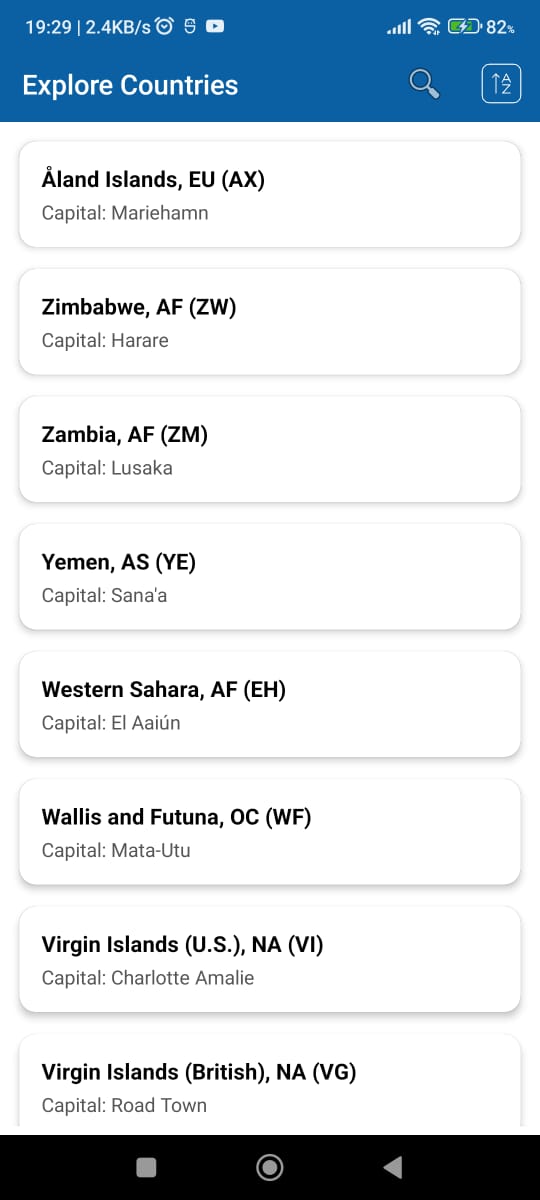 19:29 | 2.4KB/s 82%
Explore Countries
AZ
Åland Islands, EU (AX)
Capital: Mariehamn
Zimbabwe, AF (ZW)
Capital: Harare
Zambia, AF (ZM)
Capital: Lusaka
Yemen, AS (YE)
Capital: Sana'a
Western Sahara, AF (EH)
Capital: El Aaiún
Wallis and Futuna, OC (WF)
Capital: Mata-Utu
Virgin Islands (U.S.), NA (VI)
Capital: Charlotte Amalie
Virgin Islands (British), NA (VG)
Capital: Road Town